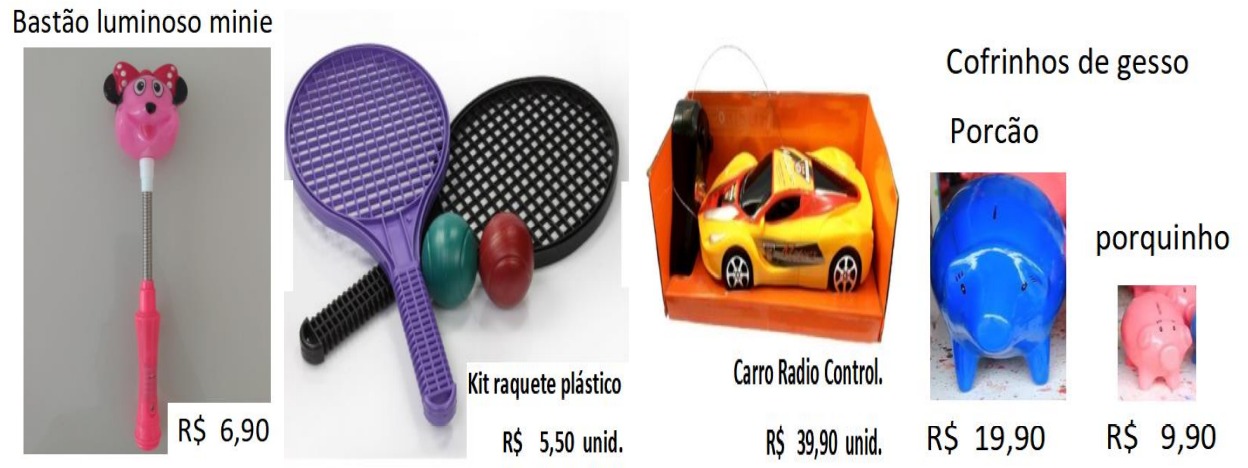 Bastão luminoso minie
R$ 6,90
Kit raquete plástico
R$ 5,50 unid.
Carro Radio Control.
R$ 39,90 unid.
Cofrinhos de gesso
Porcão
R$ 19,90
porquinho
R$ 9,90